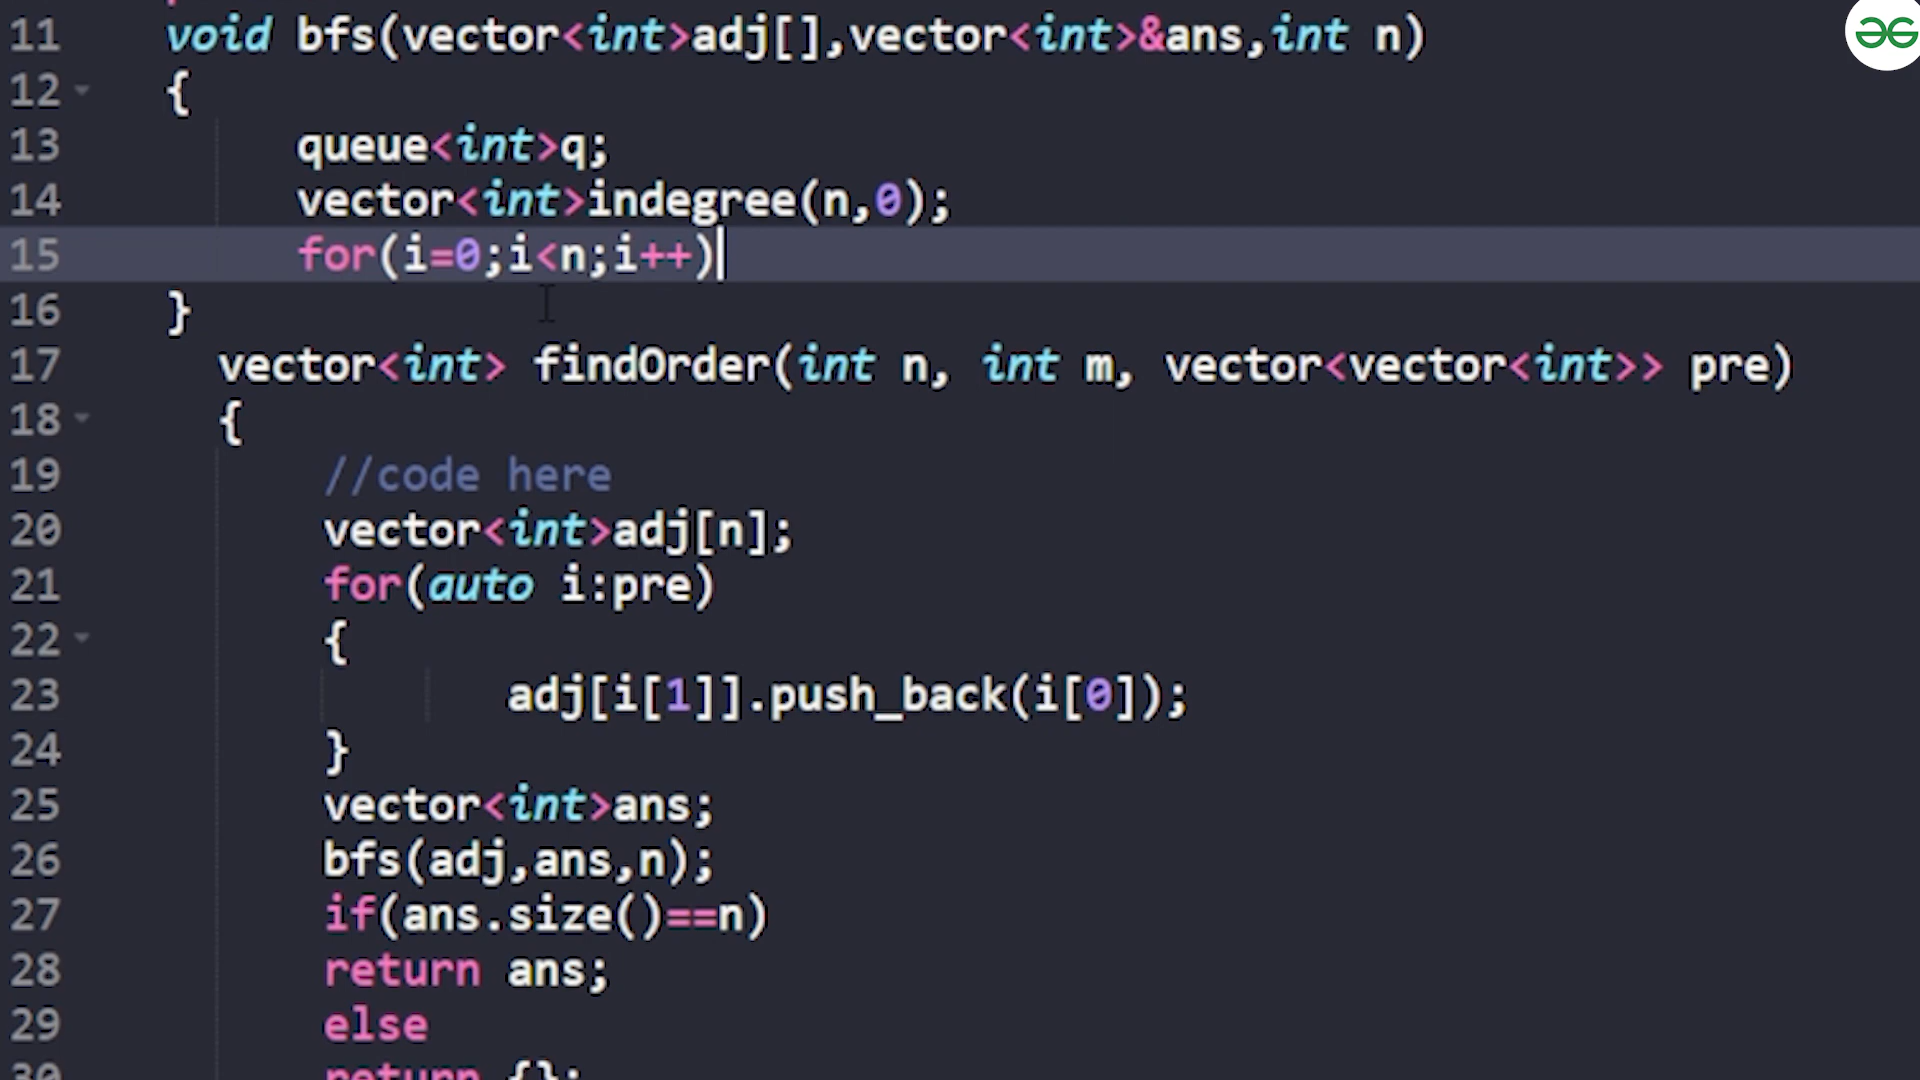 11 void bfs(vector<int>adj[],vector<int>&ans,int n)
12 {
13 queue<int>q;
14 vector<int>indegree(n,0);
15 for(i=0;i<n;i++)
16 }
17 vector<int> findOrder(int n, int m, vector<vector<int>> pre)
18 {
19 //code here
20 vector<int>adj[n];
21 for(auto i:pre)
22 {
23 adj[i[1]].push_back(i[0]);
24 }
25 vector<int>ans;
26 bfs(adj,ans,n);
27 if(ans.size()==n)
28 return ans;
29 else
30 return {};